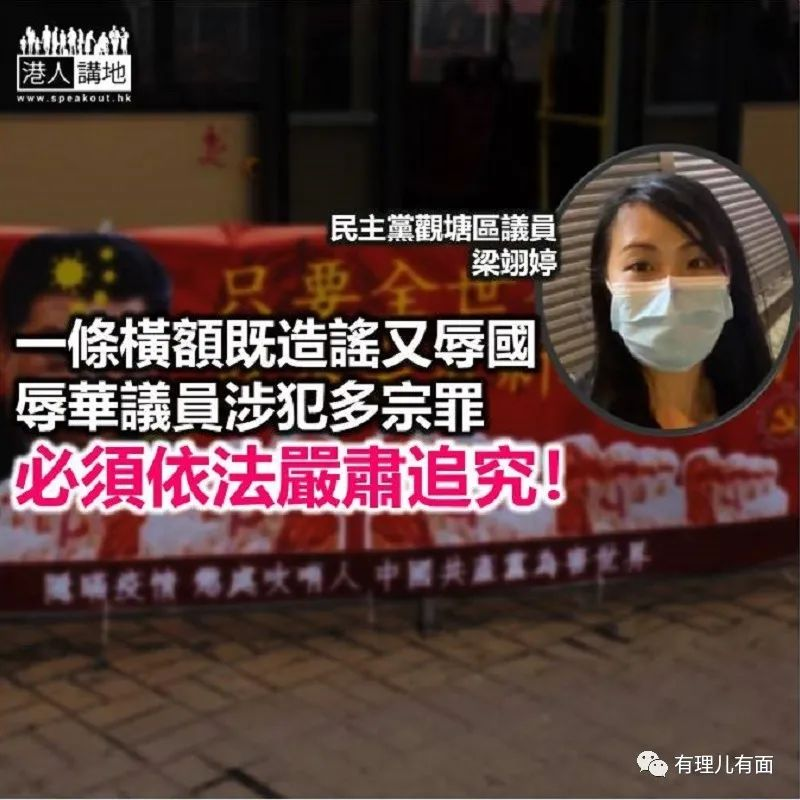 港人講地
www.speakout.hk
民主黨觀塘區議員
梁翊婷
只要全世
一條橫額既造謠又辱國
辱華議員涉犯多宗罪
必須依法嚴肅追究!
隱瞞疫情 懲處吹哨人 中國共產黨為害世界
有理儿有面